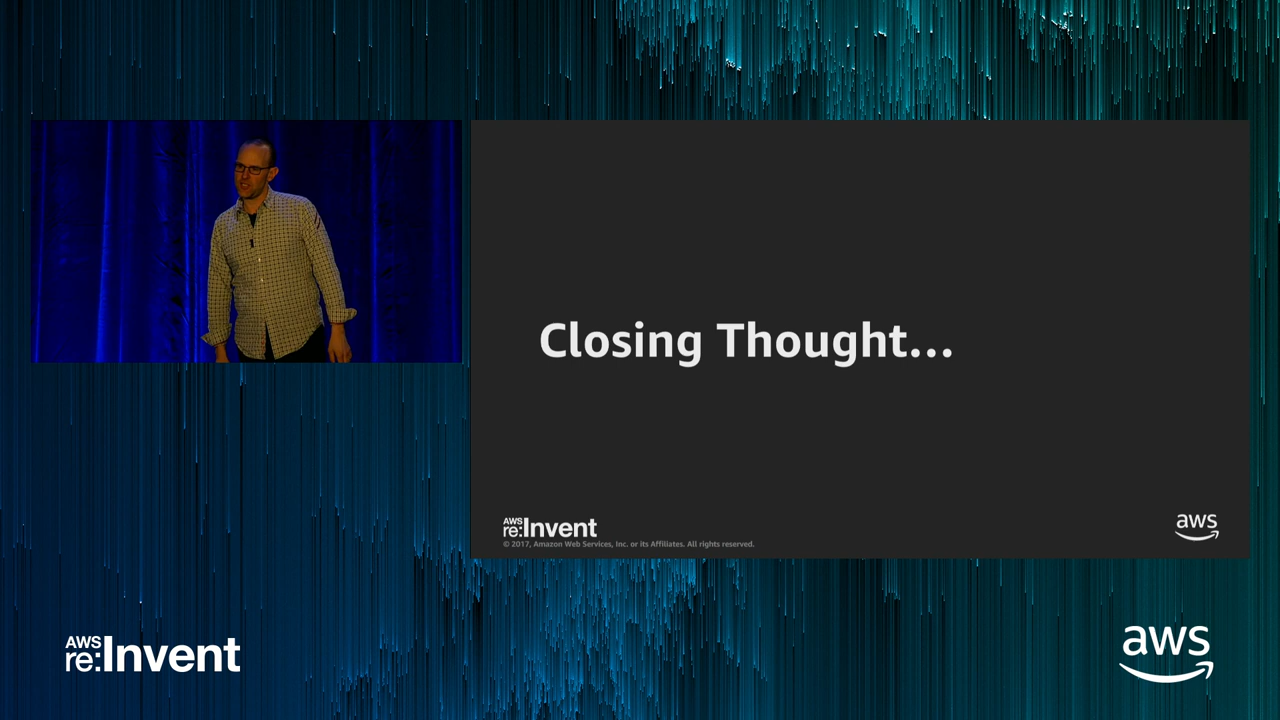 Closing Thought...
AWS
re:Invent
© 2017, Amazon Web Services, Inc. or its Affiliates. All rights reserved.
aws
AWS
re:Invent
aws